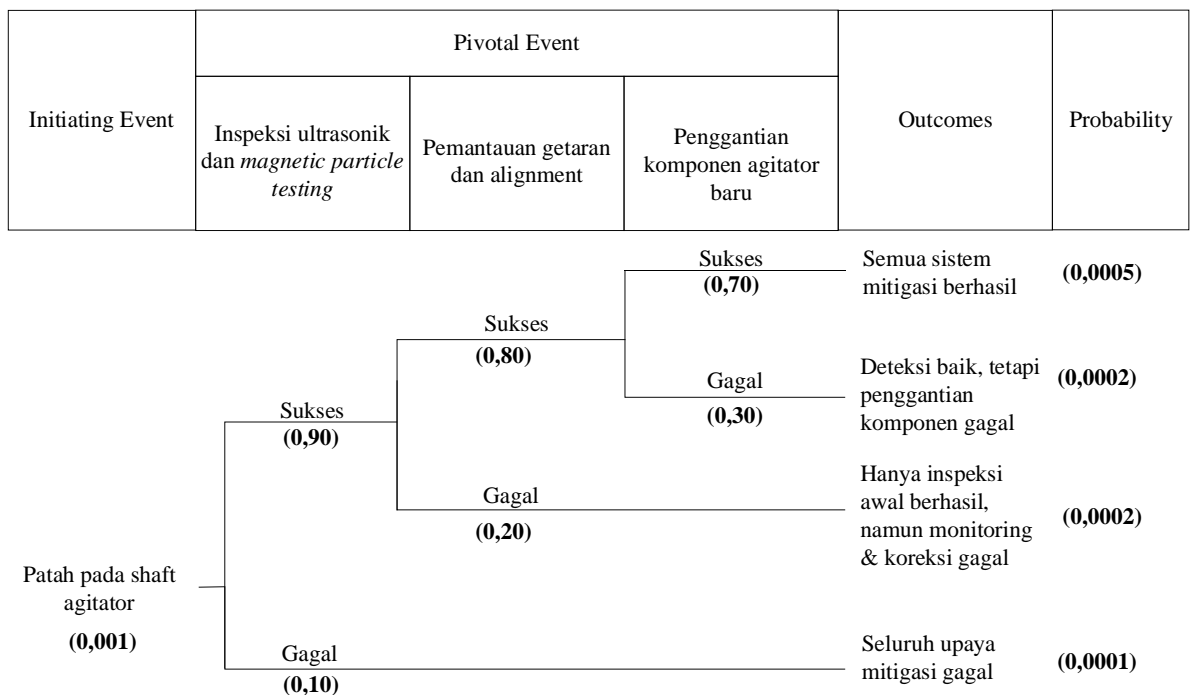 Pivotal Event
Initiating Event
Inspeksi ultrasonik
dan magnetic particle
testing
Pemantauan getaran
dan alignment
Penggantian
komponen agitator
baru
Outcomes
Probability
Sukses
(0,70)
Semua sistem
mitigasi berhasil
(0,0005)
Sukses
(0,80)
Gagal
(0,30)
Deteksi baik, tetapi
penggantian
komponen gagal
(0,0002)
Sukses
(0,90)
Gagal
(0,20)
Hanya inspeksi
awal berhasil,
namun monitoring
& koreksi gagal
(0,0002)
Patah pada shaft
agitator
(0,001)
Gagal
(0,10)
Seluruh upaya
mitigasi gagal
(0,0001)